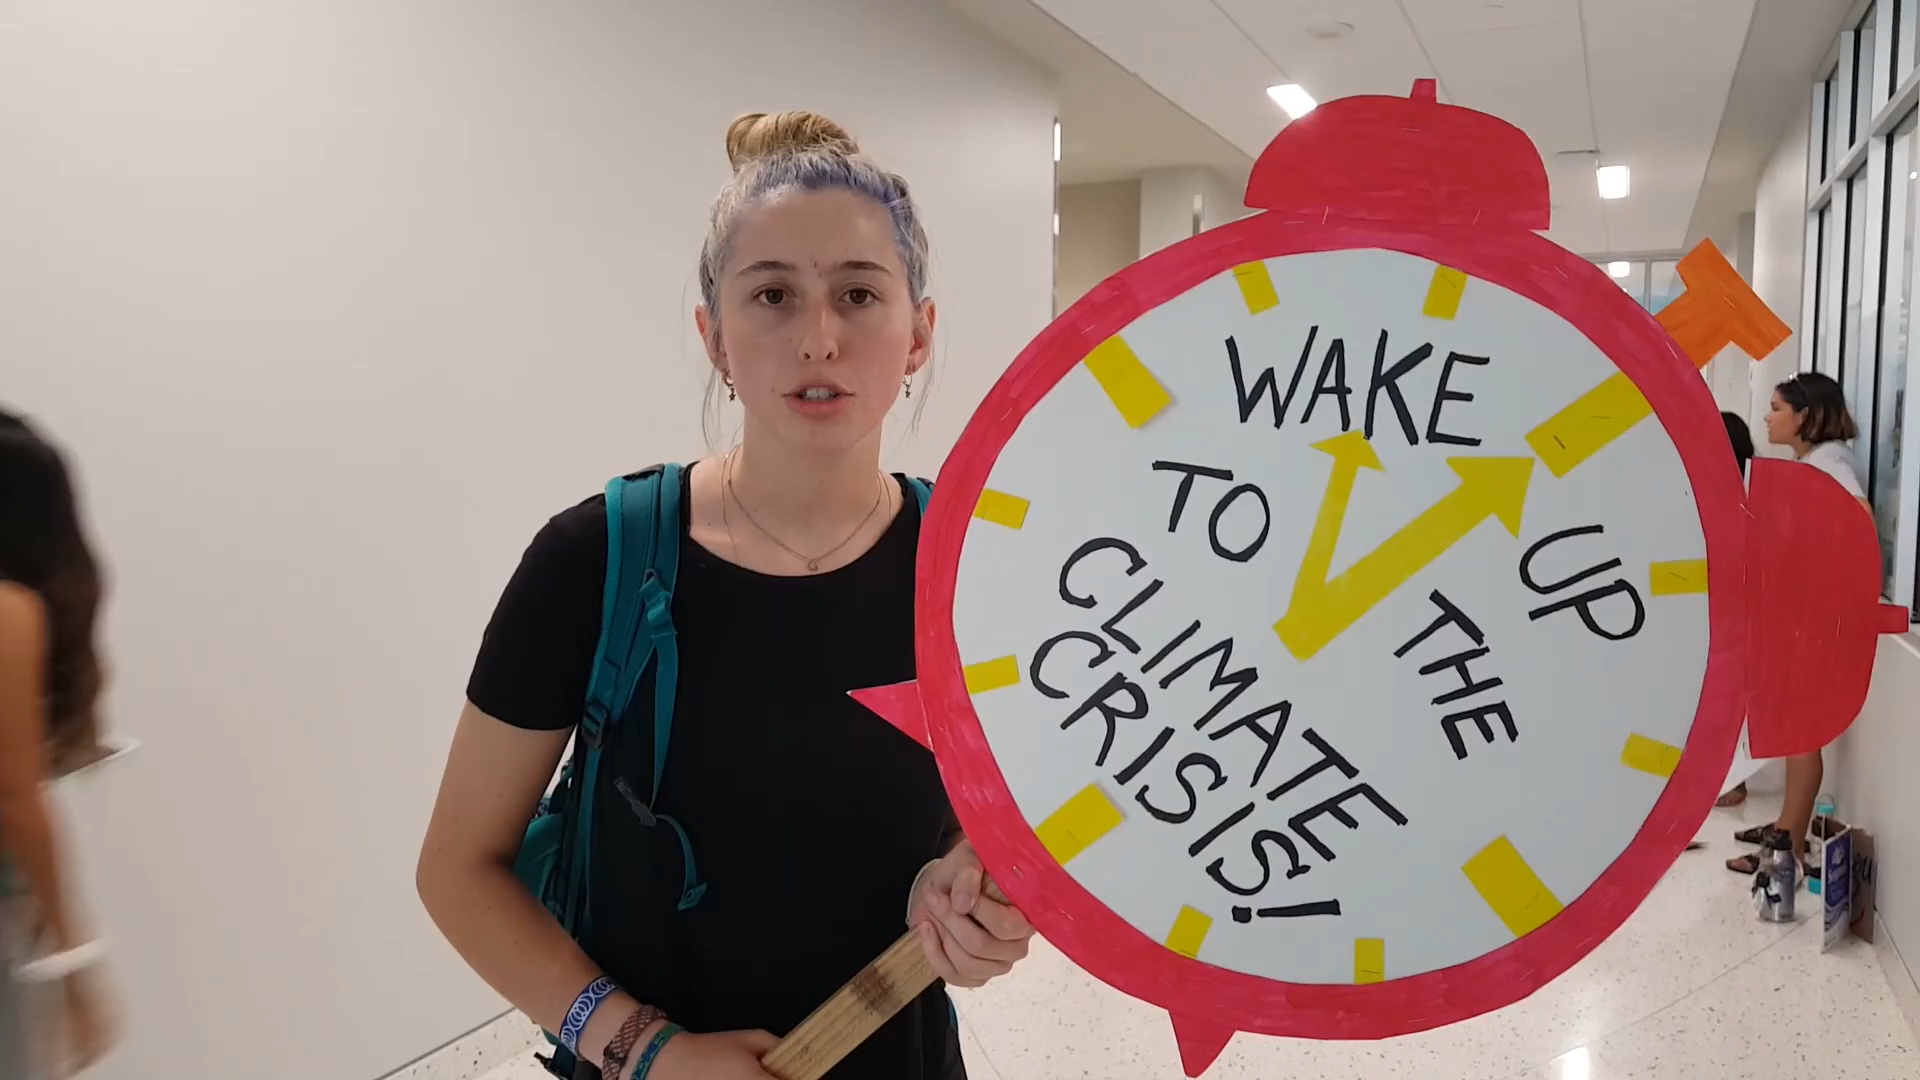 WAKE
UP
TO
THE
CLIMATE
CRISIS!